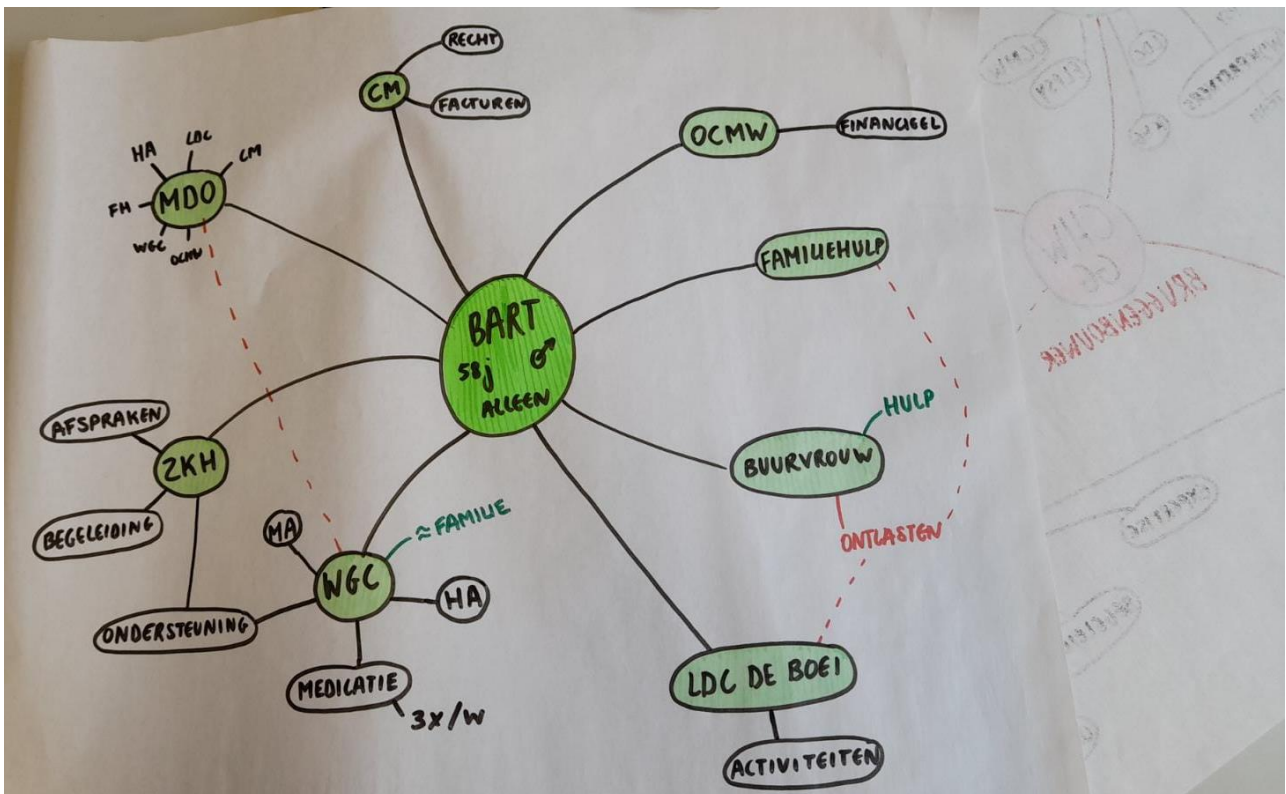 RECHT
CM
FACTUREN
OCMW
FINANCIEEL
HA
LDC
CM
FH
MDO
WGC
OCMW
FAMILIEHULP
BART
58j ♂
ALLEEN
AFSPRAKEN
ZKH
BEGELEIDING
ONDERSTEUNING
BUURVROUW
HULP
ONTLASTEN
MA
≈FAMILIE
WGC
HA
MEDICATIE
3X/W
LDC DE BOEI
ACTIVITEITEN
BRUGGENBOUWER